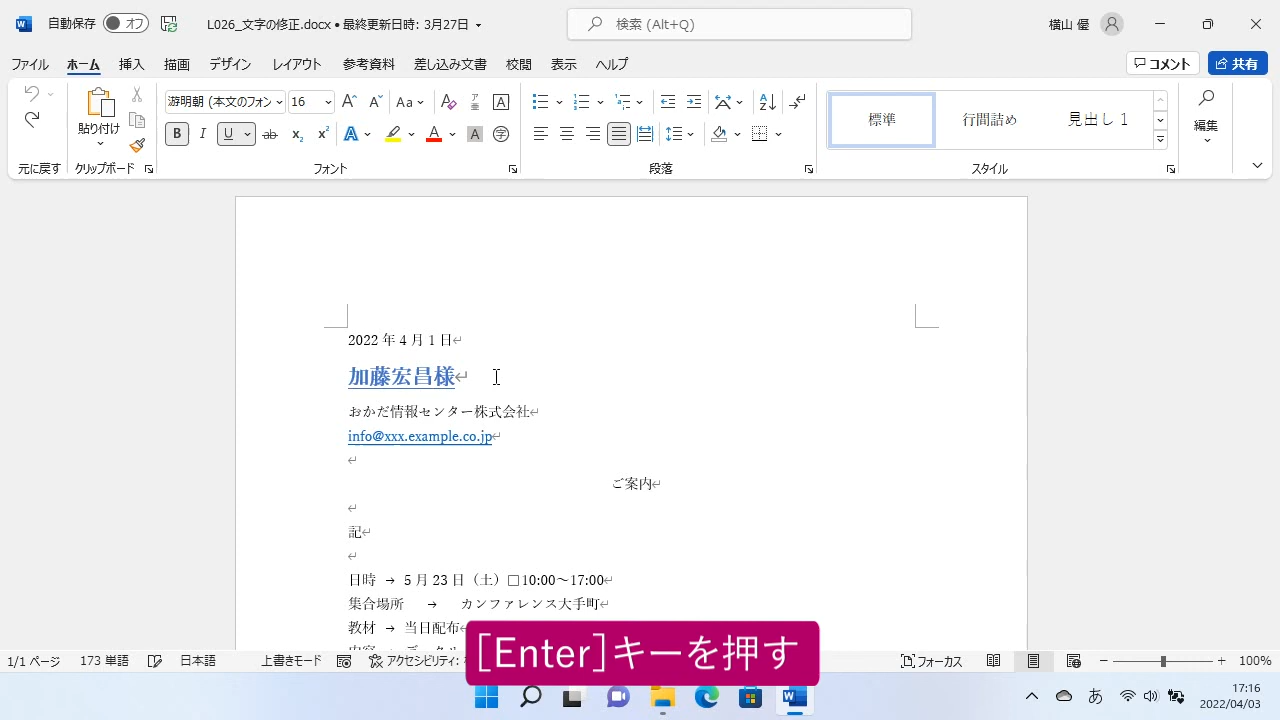 自動保存 オフ L026_文字の修正.docx • 最終更新日時: 3月27日 検索 (Alt+Q) 横山 優
ファイル ホーム 挿入 描画 デザイン レイアウト 参考資料 差し込み文書 校閲 表示 ヘルプ コメント 共有
貼り付け 游明朝 (本文のフォン 16 Aa 標準 行間詰め 見出し 1 編集
元に戻す クリップボード フォント 段落 スタイル
2022 年 4 月 1 日
加藤宏昌様
おかだ情報センター株式会社
info@xxx.example.co.jp
ご案内
記
日時 → 5 月 23 日（土）□10:00～17:00
集合場所 → カンファレンス大手町
教材 → 当日配布
[Enter]キーを押す
1/1 ページ 173 単語 日本語 上書きモード アクセシビリティ: フォーカス 100%
あ 17:16
2022/04/03